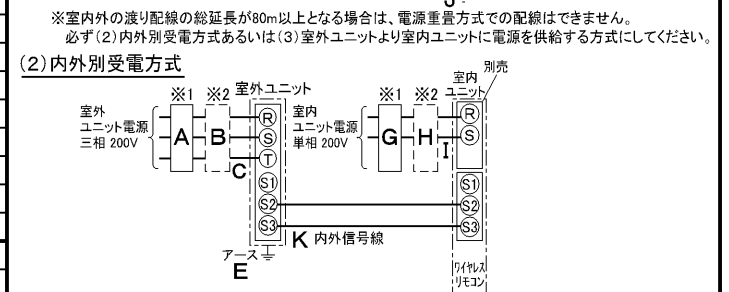 ※室内外の渡り配線の総延長が80m以上となる場合は、電源重畳方式での配線はできません。
必ず(2)内外別受電方式あるいは(3)室外ユニットより室内ユニットに電源を供給する方式にしてください。
(2)内外別受電方式
※1 ※2 室外ユニット
室外
ユニット電源
三相 200V
A B C
R
S
T
S1
S2
S3
アース
E
K 内外信号線
※1 ※2
室内
ユニット
別売
室内
ユニット電源
単相 200V
G H I
R
S
S1
S2
S3
ワイヤレス
リモコン